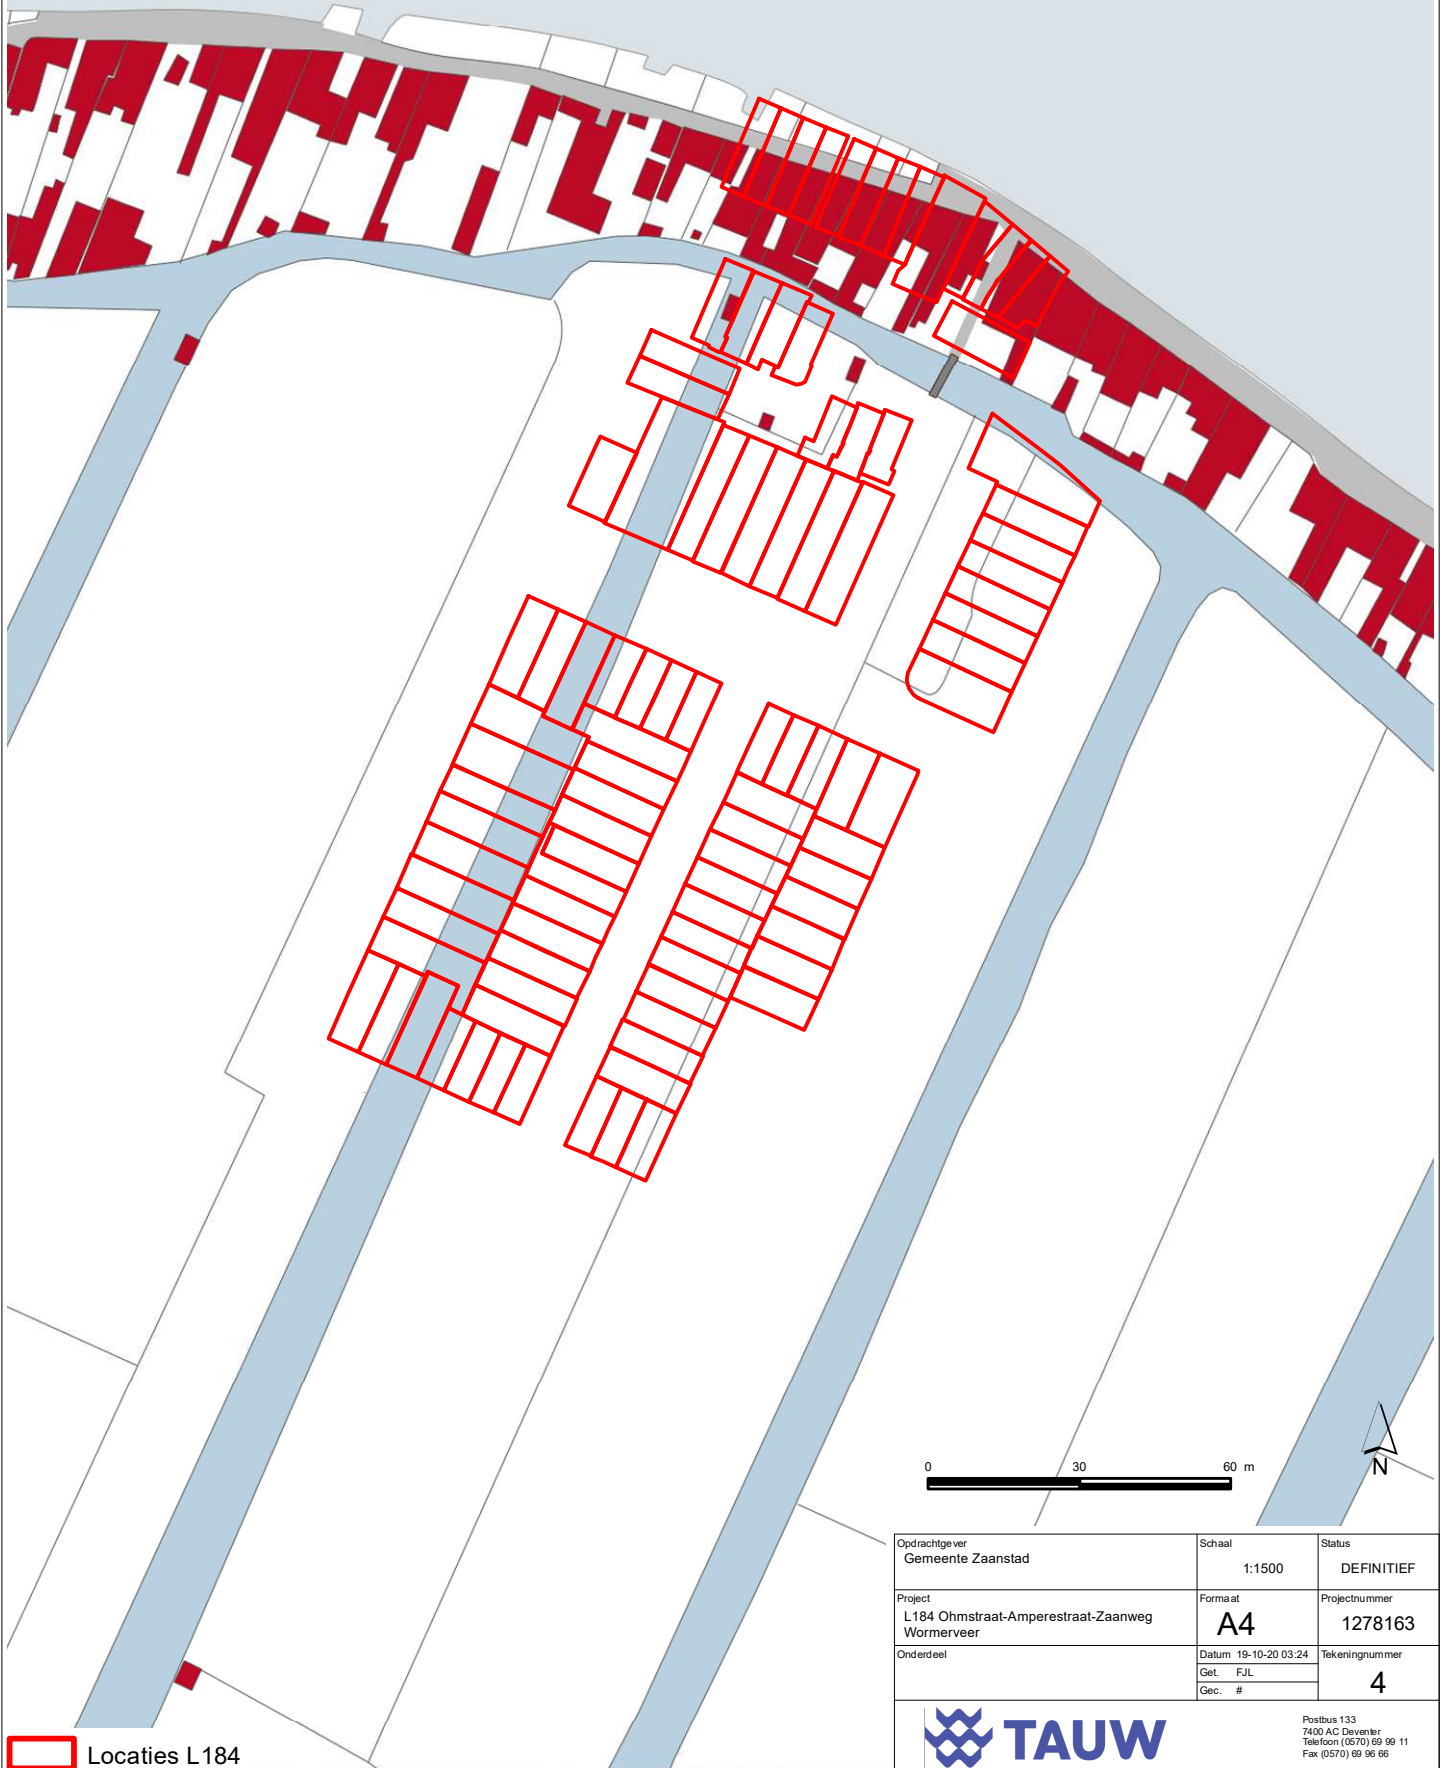 0 30 60 m
N
Opdrachtgever
Gemeente Zaanstad
Schaal
1:1500
Status
DEFINITIEF
Project
L184 Ohmstraat-Amperestraat-Zaanweg
Wormerveer
Formaat
A4
Projectnummer
1278163
Onderdeel
Datum 19-10-20 03:24
Get. FJL
Gec. #
Tekeningnummer
4
TAUW
Postbus 133
7400 AC Deventer
Telefoon (0570) 69 99 11
Fax (0570) 69 96 66
Locaties L184